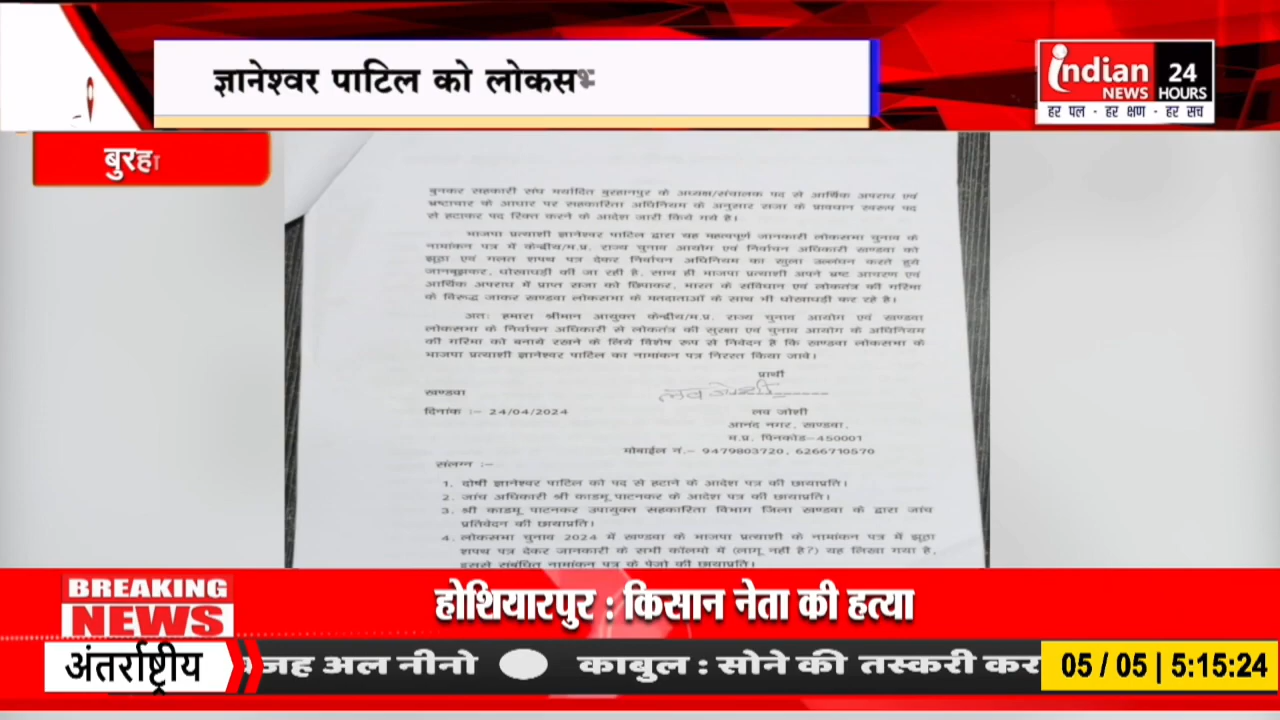 ज्ञानेश्वर पाटिल को लोकस
indian
NEWS
24
HOURS
हर पल - हर क्षण - हर सच
बुरहा
बुनकर सहकारी संघ मर्यादित बुरहानपुर के अध्यक्ष/संचालक पद से आर्थिक अपराध एवं
भ्रष्टाचार के आधार पर सहकारिता अधिनियम के अनुसार सजा के प्रावधान स्वरूप पद
से हटाकर पद रिक्त करने के आदेश जारी किये गये है।
भाजपा प्रत्याशी ज्ञानेश्वर पाटिल द्वारा यह महत्वपूर्ण जानकारी लोकसभा चुनाव के
नामांकन पत्र में केन्द्रीय/म.प्र. राज्य चुनाव आयोग एवं निर्वाचन अधिकारी खण्डवा को
झूठा एवं गलत शपथ पत्र देकर निर्वाचन अधिनियम का खुला उल्लंघन करते हुये
जानबूझकर, धोखाधड़ी की जा रही है, साथ ही भाजपा प्रत्याशी अपने भ्रष्ट आचरण एवं
आर्थिक अपराध में प्राप्त सजा को छिपाकर, भारत के संविधान एवं लोकतंत्र की गरिमा
के विरूद्ध जाकर खण्डवा लोकसभा के मतदाताओं के साथ भी धोखाधड़ी कर रहे है।
अतः हमारा श्रीमान आयुक्त केन्द्रीय/म.प्र. राज्य चुनाव आयोग एवं खण्डवा
लोकसभा के निर्वाचन अधिकारी से लोकतंत्र की सुरक्षा एवं चुनाव आयोग के अधिनियम
की गरिमा को बनाये रखने के लिये विशेष रूप से निवेदन है कि खण्डवा लोकसभा के
भाजपा प्रत्याशी ज्ञानेश्वर पाटिल का नामांकन पत्र निरस्त किया जावे।
प्रार्थी
खण्डवा
लव जोशी
दिनांक :- 24/04/2024
लव जोशी
आनंद नगर, खण्डवा,
म.प्र. पिनकोड-450001
मोबाईल नं.- 9479803720, 6266710570
संलग्न :-
1. दोषी ज्ञानेश्वर पाटिल को पद से हटाने के आदेश पत्र की छायाप्रति।
2. जांच अधिकारी श्री काडमू पाटनकर के आदेश पत्र की छायाप्रति।
3. श्री काडमू पाटनकर उपायुक्त सहकारिता विभाग जिला खण्डवा के द्वारा जांच
प्रतिवेदन की छायाप्रति।
4. लोकसभा चुनाव 2024 में खण्डवा के भाजपा प्रत्याशी के नामांकन पत्र में झूठा
शपथ पत्र देकर जानकारी के सभी कॉलमो में (लागू नहीं है?) यह लिखा गया है,
इससे संबंधित नामांकन पत्र के पेजो की छायाप्रति।
BREAKING
NEWS
होशियारपुर : किसान नेता की हत्या
अंतर्राष्ट्रीय
वजह अल नीनो
काबुल : सोने की तस्करी कर
05 / 05 | 5:15:24